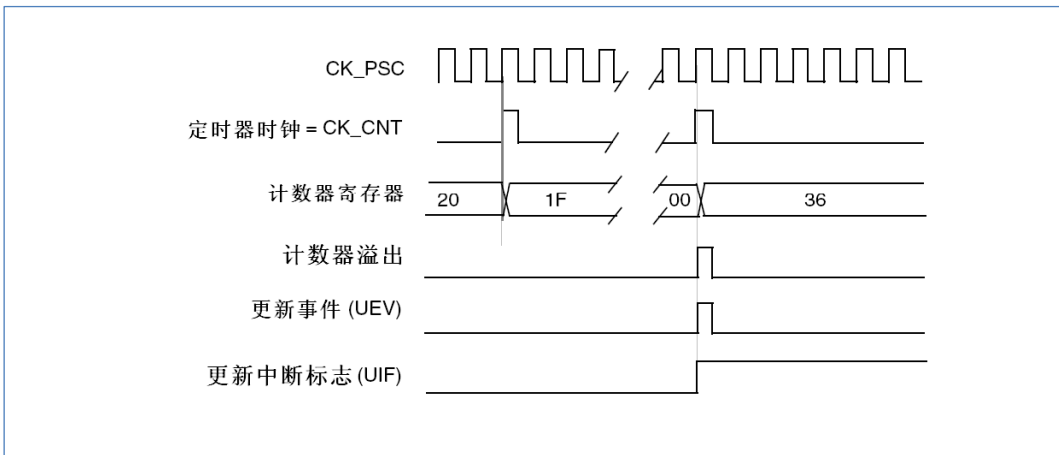 CK_PSC
定时器时钟 = CK_CNT
计数器寄存器
20
1F
00
36
计数器溢出
更新事件 (UEV)
更新中断标志 (UIF)